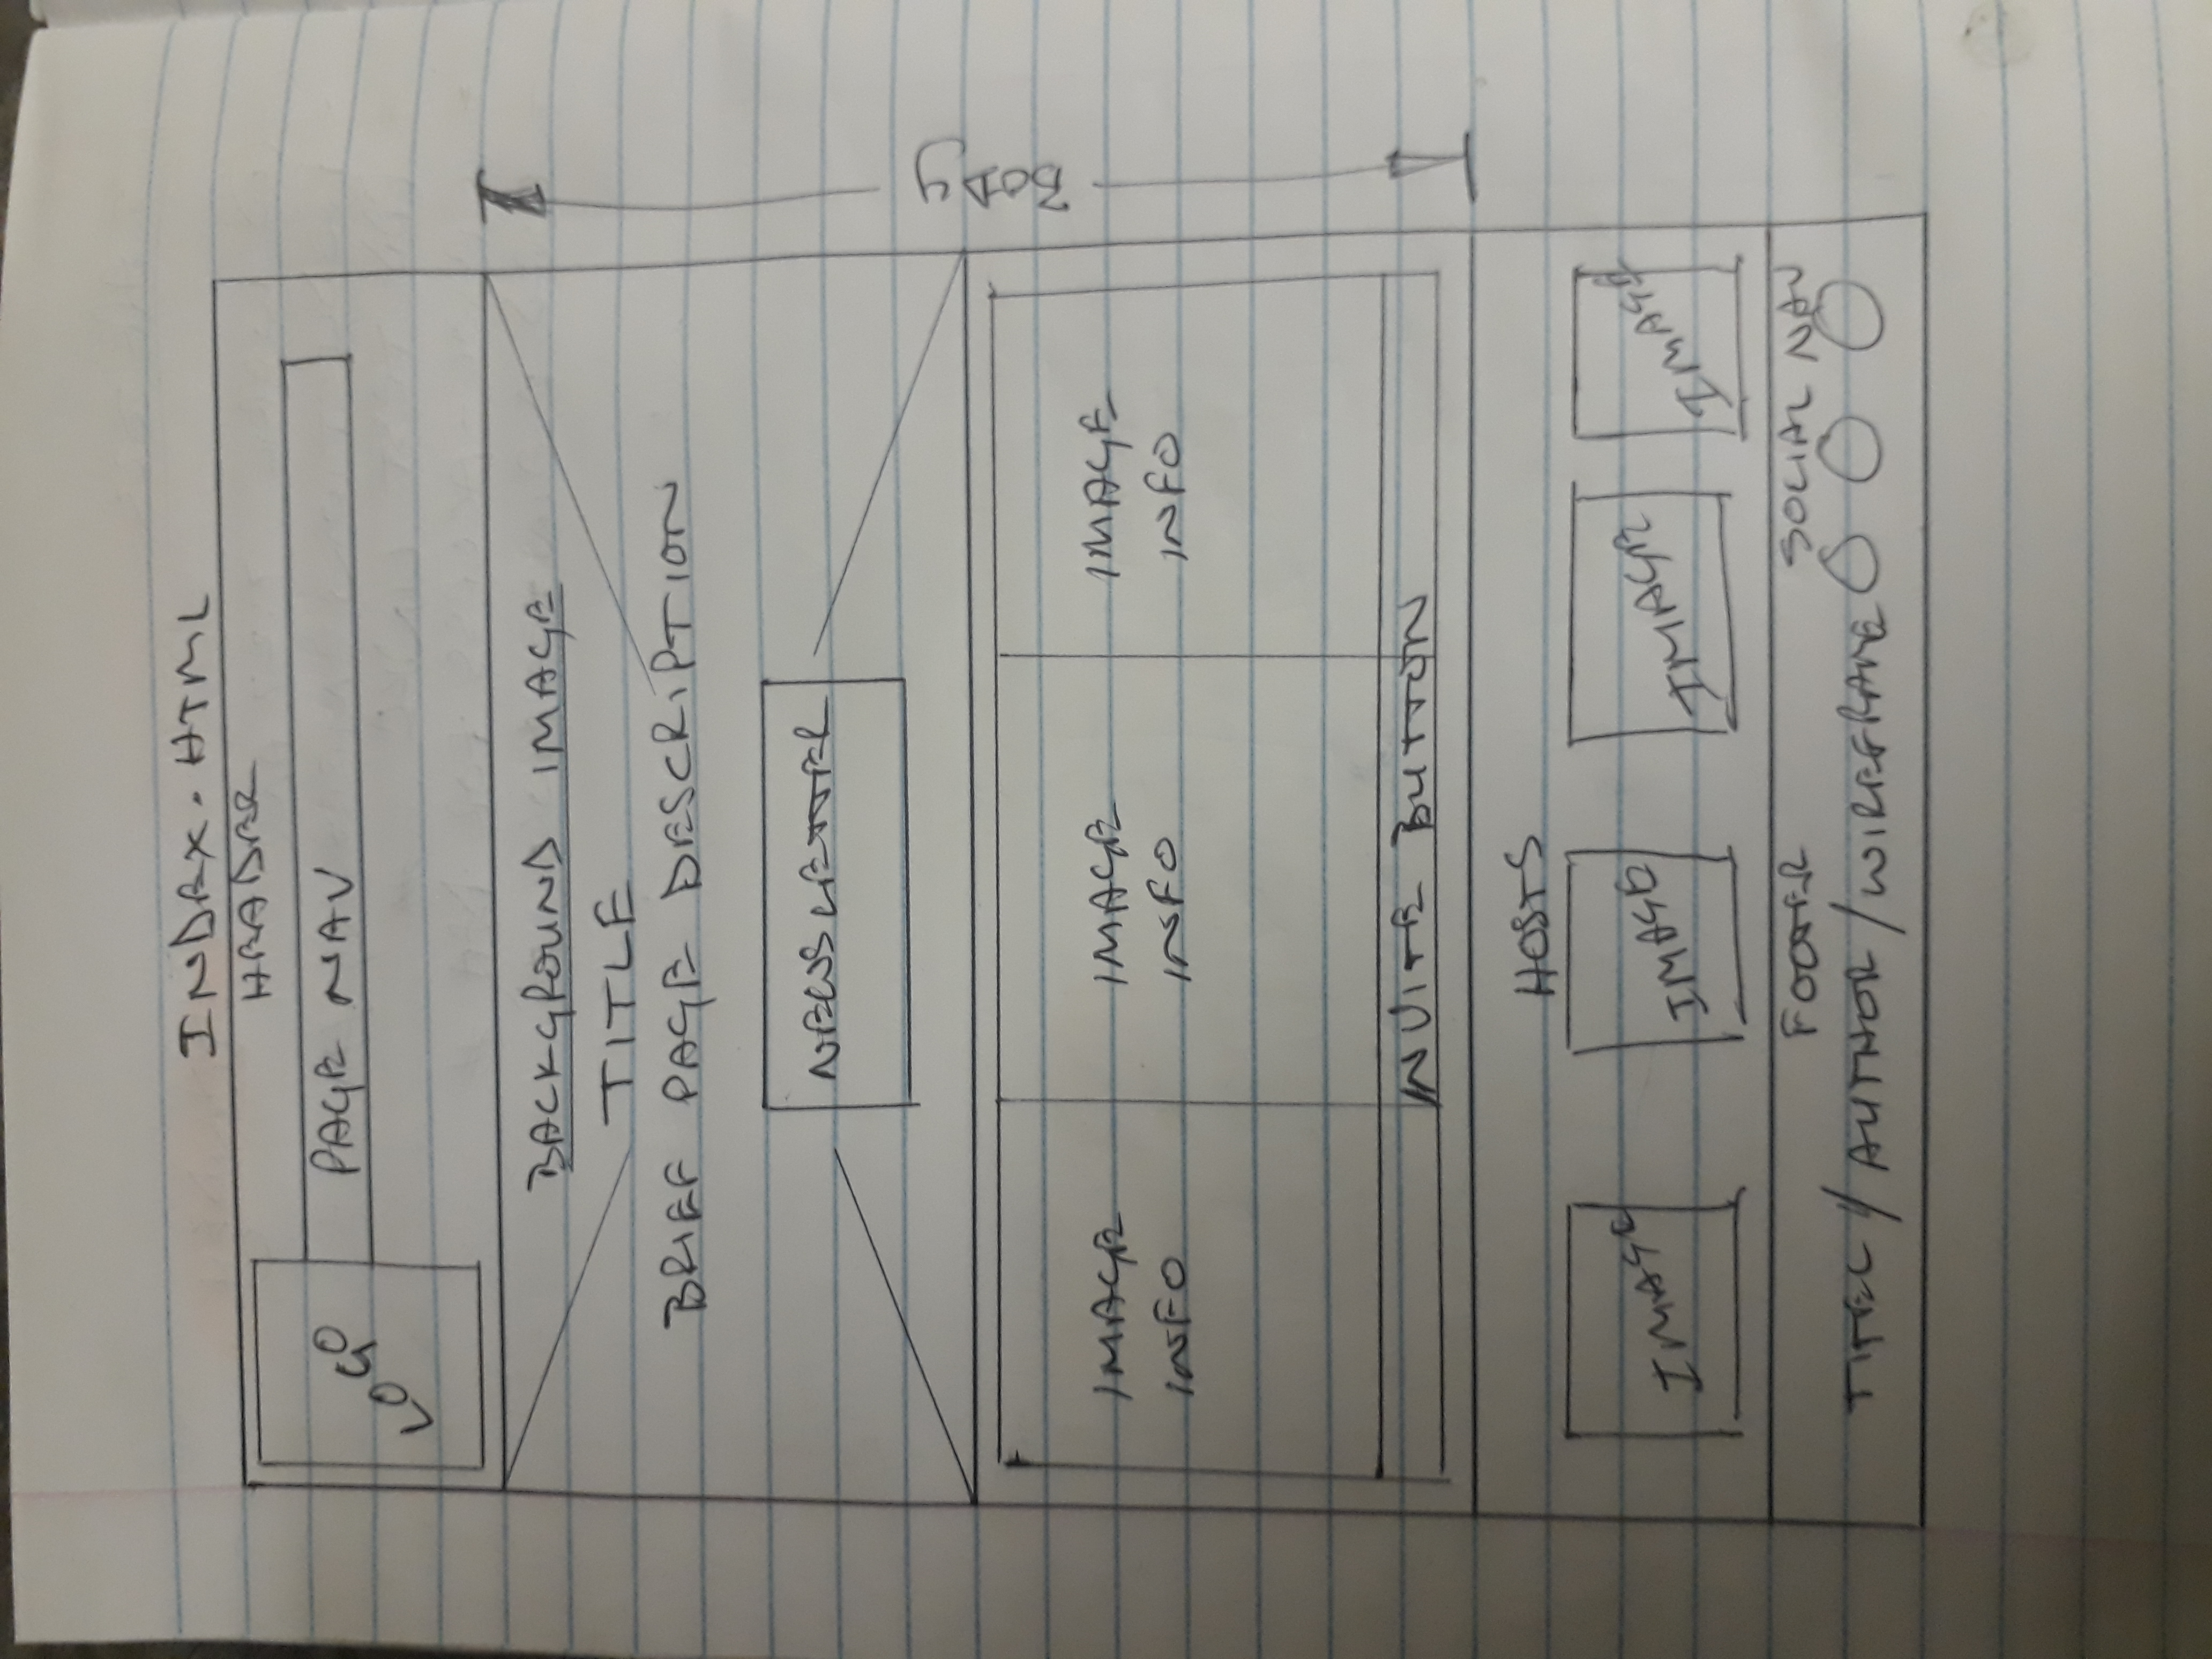 INDEX.HTML
HEADER
LOGO
PAGE NAV
BACKGROUND IMAGE
TITLE
BRIEF PAGE DESCRIPTION
NEWSLETTER
BODY
IMAGE IMAGE IMAGE
INFO INFO INFO
INVITE BUTTON
HOSTS
IMAGE IMAGE IMAGE IMAGE
FOOTER SOCIAL NAV
TITEL / AUTHOR / WIREFRAME